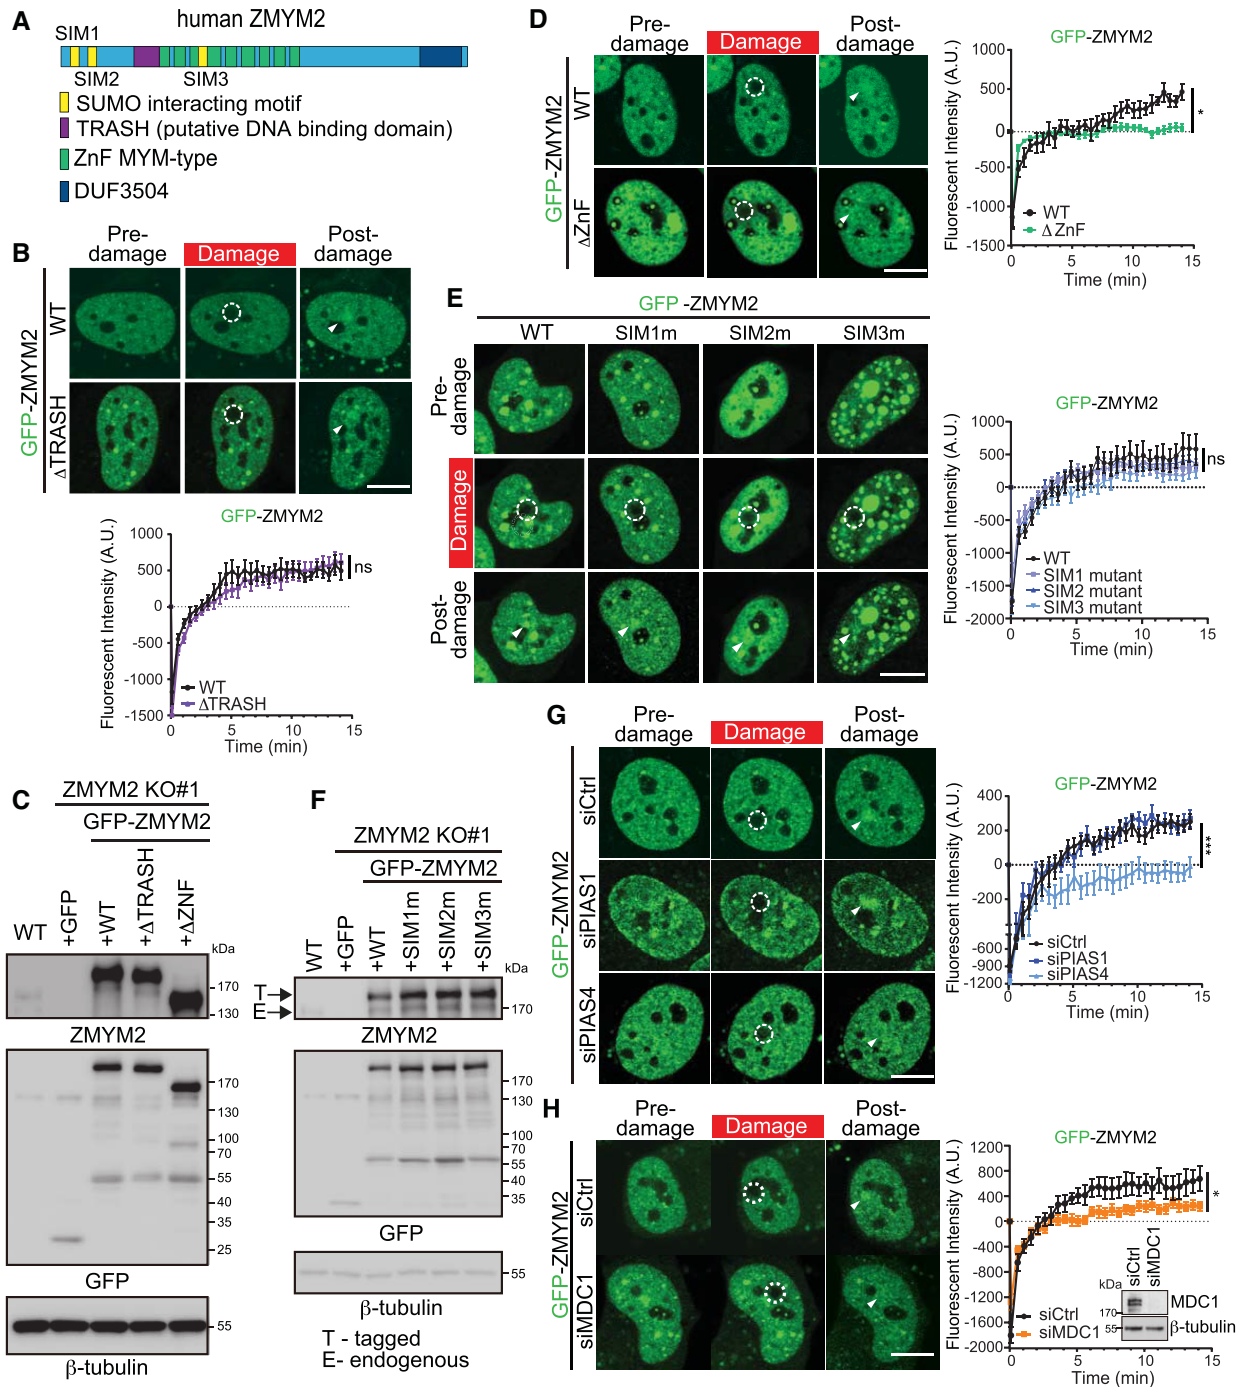 A
human ZMYM2
SIM1
SIM2
SIM3
SUMO interacting motif
TRASH (putative DNA binding domain)
ZnF MYM-type
DUF3504
B
Pre-damage
Damage
Post-damage
GFP-ZMYM2
WT
ΔTRASH
GFP-ZMYM2
Fluorescent Intensity (A.U.)
1000
500
0
-500
-1000
-1500
ns
WT
ΔTRASH
0
5
10
15
Time (min)
C
ZMYM2 KO#1
GFP-ZMYM2
WT
+GFP
+WT
+ΔTRASH
+ΔZNF
kDa
170
130
ZMYM2
170
130
100
70
55
40
35
25
GFP
55
β-tubulin
D
Pre-damage
Damage
Post-damage
GFP-ZMYM2
WT
ΔZnF
GFP-ZMYM2
Fluorescent Intensity (A.U.)
1000
500
0
-500
-1000
-1500
*
WT
ΔZnF
0
5
10
15
Time (min)
E
GFP -ZMYM2
WT
SIM1m
SIM2m
SIM3m
Pre-damage
Damage
Post-damage
GFP-ZMYM2
Fluorescent Intensity (A.U.)
1000
500
0
-500
-1000
-1500
-2000
ns
WT
SIM1 mutant
SIM2 mutant
SIM3 mutant
0
5
10
15
Time (min)
F
ZMYM2 KO#1
GFP-ZMYM2
WT
+GFP
+WT
+SIM1m
+SIM2m
+SIM3m
kDa
T
E
170
ZMYM2
170
130
100
70
55
40
35
GFP
55
β-tubulin
T - tagged
E- endogenous
G
Pre-damage
Damage
Post-damage
GFP-ZMYM2
siCtrl
siPIAS1
siPIAS4
GFP-ZMYM2
Fluorescent Intensity (A.U.)
400
200
0
-200
-600
-900
-1200
***
siCtrl
siPIAS1
siPIAS4
0
5
10
15
Time (min)
H
Pre-damage
Damage
Post-damage
GFP-ZMYM2
siCtrl
siMDC1
GFP-ZMYM2
Fluorescent Intensity (A.U.)
1200
800
400
0
-400
-800
-1200
-1600
-2000
*
siCtrl
siMDC1
kDa
siCtrl
siMDC1
170
MDC1
55
β-tubulin
0
5
10
15
Time (min)